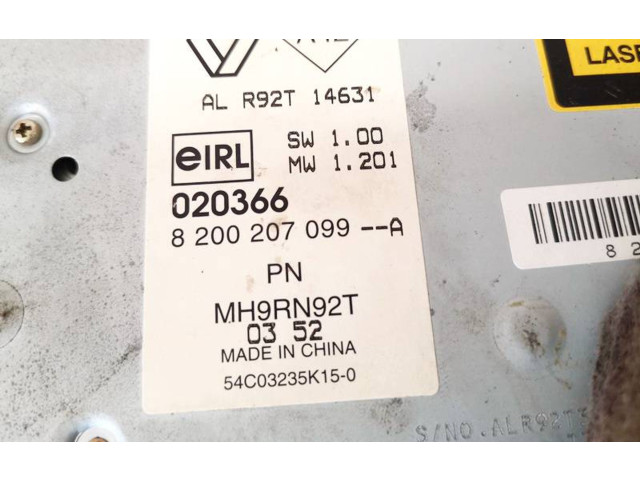 AL R92T 14631
eIRL
SW 1.00
MW 1.201
020366
8 200 207 099 --A
PN
MH9RN92T
03 52
MADE IN CHINA
54C03235K15-0
LASE
8 2
S/NO.ALR92T